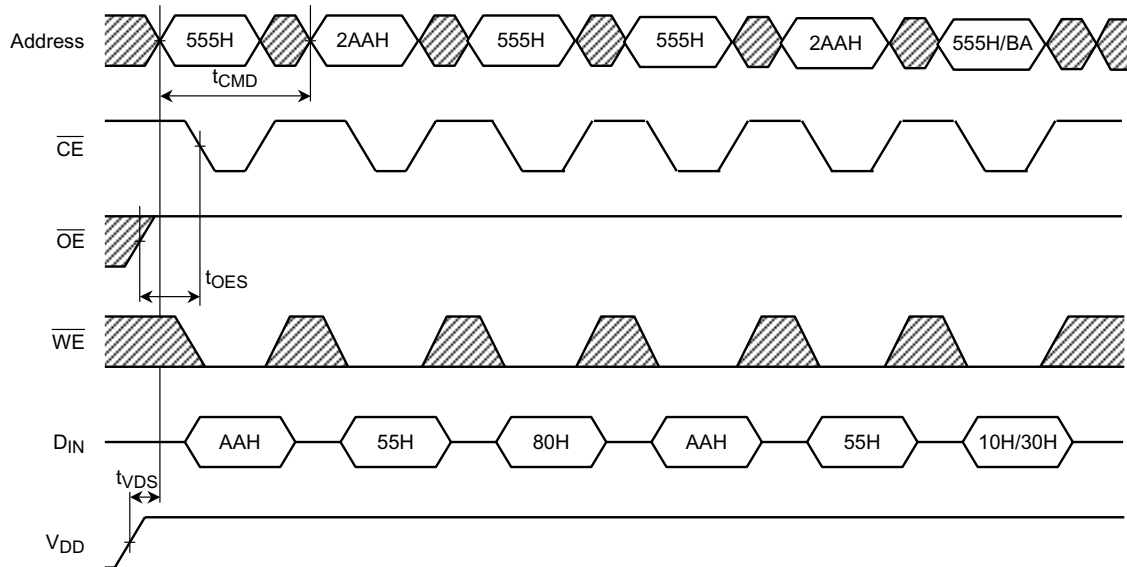 Address 555H 2AAH 555H 555H 2AAH 555H/BA
tCMD
CE
OE
tOES
WE
DIN AAH 55H 80H AAH 55H 10H/30H
tVDS
VDD